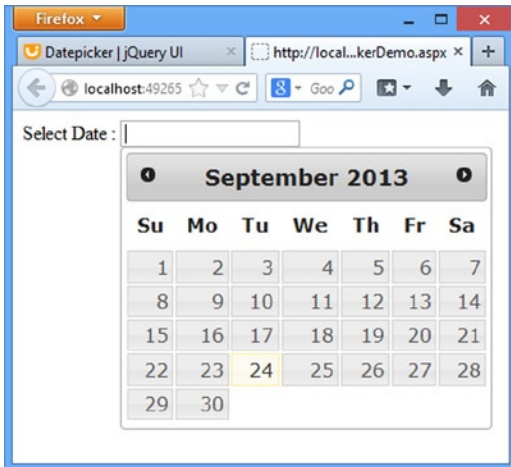 Firefox
Datepicker | jQuery UI × http://local...kerDemo.aspx × +
localhost:49265 8 Goo
Select Date :
September 2013
Su Mo Tu We Th Fr Sa
1 2 3 4 5 6 7
8 9 10 11 12 13 14
15 16 17 18 19 20 21
22 23 24 25 26 27 28
29 30